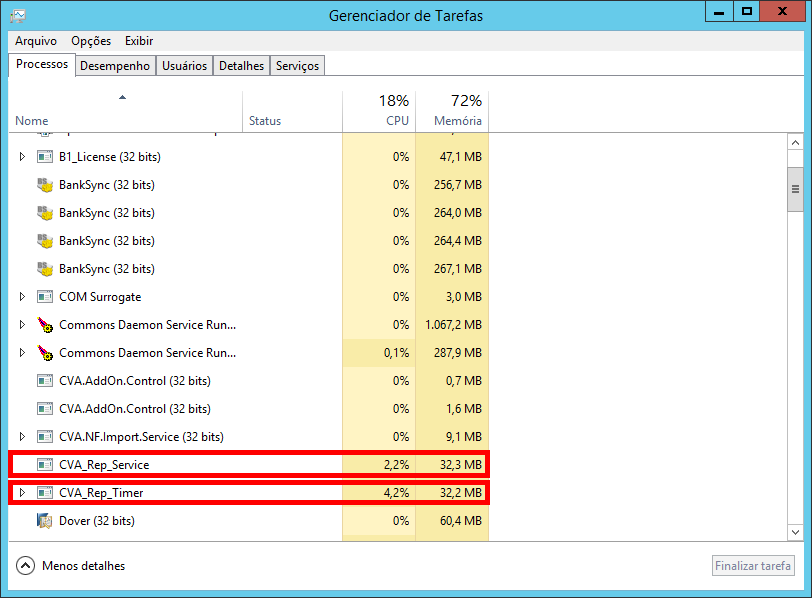 Gerenciador de Tarefas
Arquivo Opções Exibir
Processos Desempenho Usuários Detalhes Serviços
18% 72%
Nome Status CPU Memória
B1_License (32 bits) 0% 47,1 MB
BankSync (32 bits) 0% 256,7 MB
BankSync (32 bits) 0% 264,0 MB
BankSync (32 bits) 0% 264,4 MB
BankSync (32 bits) 0% 267,1 MB
COM Surrogate 0% 3,0 MB
Commons Daemon Service Run... 0% 1.067,2 MB
Commons Daemon Service Run... 0,1% 287,9 MB
CVA.AddOn.Control (32 bits) 0% 0,7 MB
CVA.AddOn.Control (32 bits) 0% 1,6 MB
CVA.NF.Import.Service (32 bits) 0% 9,1 MB
CVA_Rep_Service 2,2% 32,3 MB
CVA_Rep_Timer 4,2% 32,2 MB
Dover (32 bits) 0% 60,4 MB
Menos detalhes Finalizar tarefa